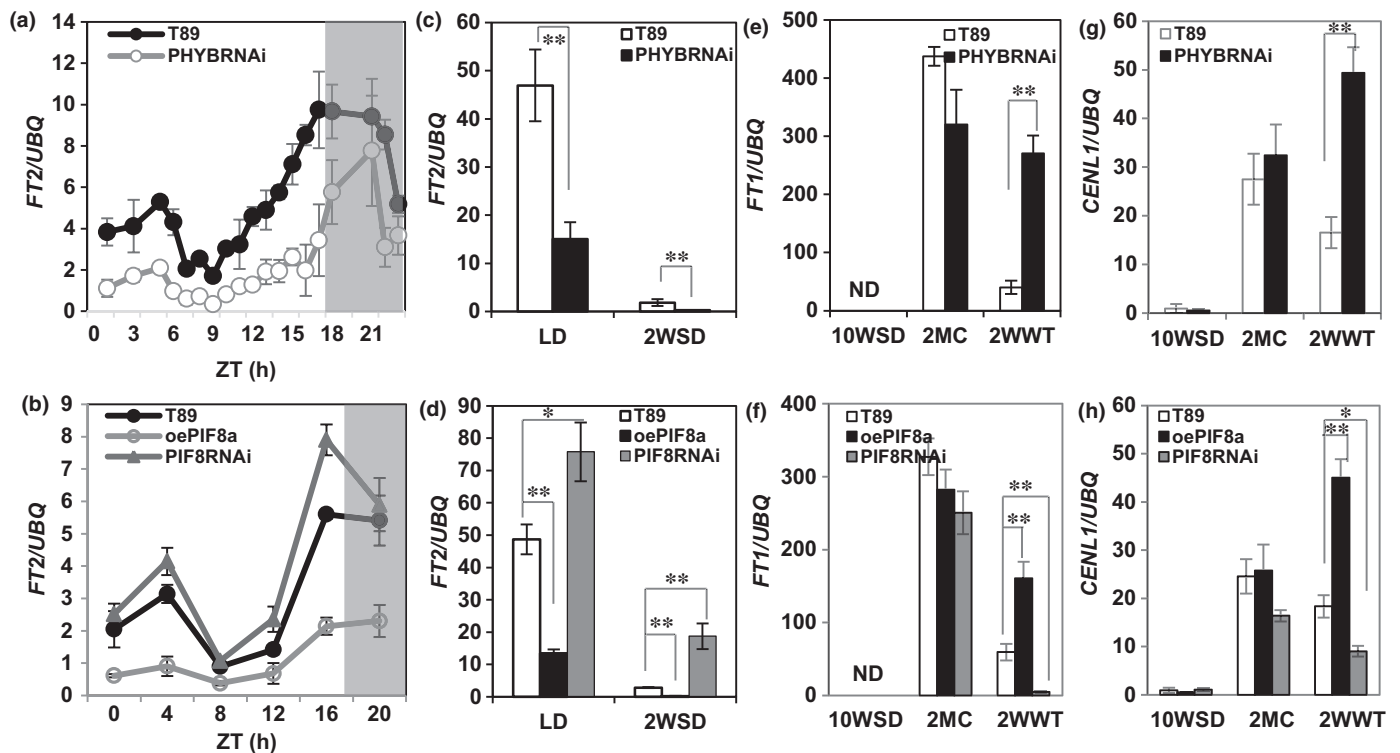 (a)
FT2/UBQ
14
12
10
8
6
4
2
0
T89
PHYBRNAi
0 3 6 9 12 15 18 21
ZT (h)
(c)
FT2/UBQ
60
50
40
30
20
10
0
T89
PHYBRNAi
**
**
LD 2WSD
(e)
FT1/UBQ
500
400
300
200
100
0
T89
PHYBRNAi
**
ND
10WSD 2MC 2WWT
(g)
CENL1/UBQ
60
50
40
30
20
10
0
T89
PHYBRNAi
**
10WSD 2MC 2WWT
(b)
FT2/UBQ
9
8
7
6
5
4
3
2
1
0
T89
oePIF8a
PIF8RNAi
0 4 8 12 16 20
ZT (h)
(d)
FT2/UBQ
90
80
70
60
50
40
30
20
10
0
T89
oePIF8a
PIF8RNAi
*
**
**
**
LD 2WSD
(f)
FT1/UBQ
400
300
200
100
0
T89
oePIF8a
PIF8RNAi
**
**
ND
10WSD 2MC 2WWT
(h)
CENL1/UBQ
60
50
40
30
20
10
0
T89
oePIF8a
PIF8RNAi
*
**
10WSD 2MC 2WWT